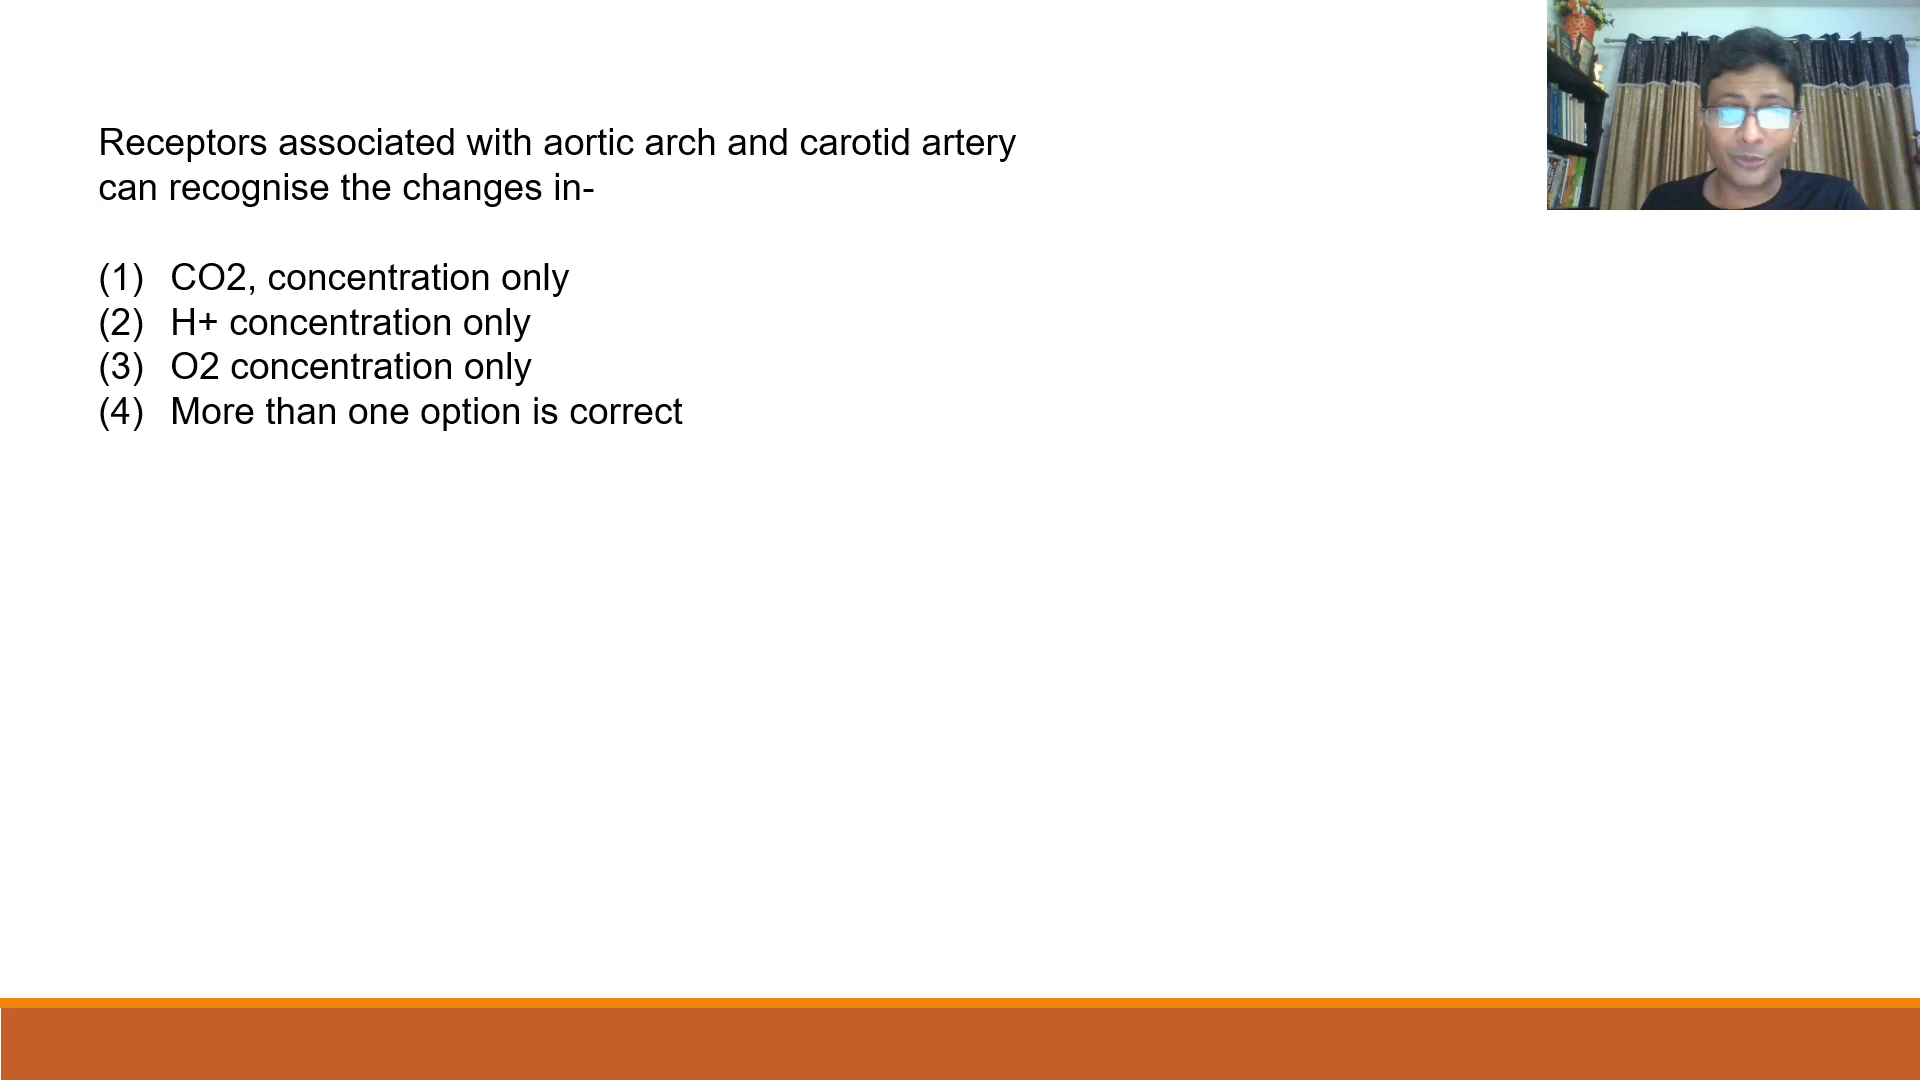 Receptors associated with aortic arch and carotid artery
can recognise the changes in-
(1) CO2, concentration only
(2) H+ concentration only
(3) O2 concentration only
(4) More than one option is correct